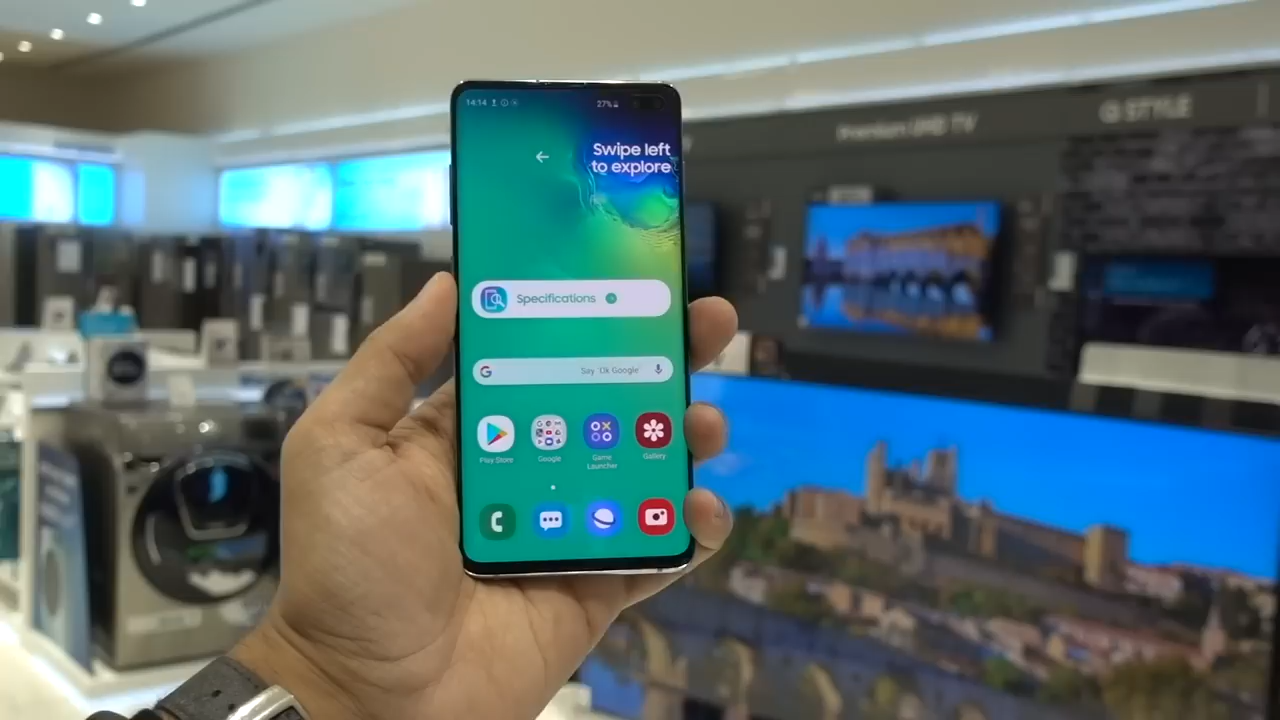 14:14
27%
Swipe left
to explore
Specifications
Say 'Ok Google'
Play Store
Google
Game
Launcher
Gallery
Premium UHD TV
Q STYLE